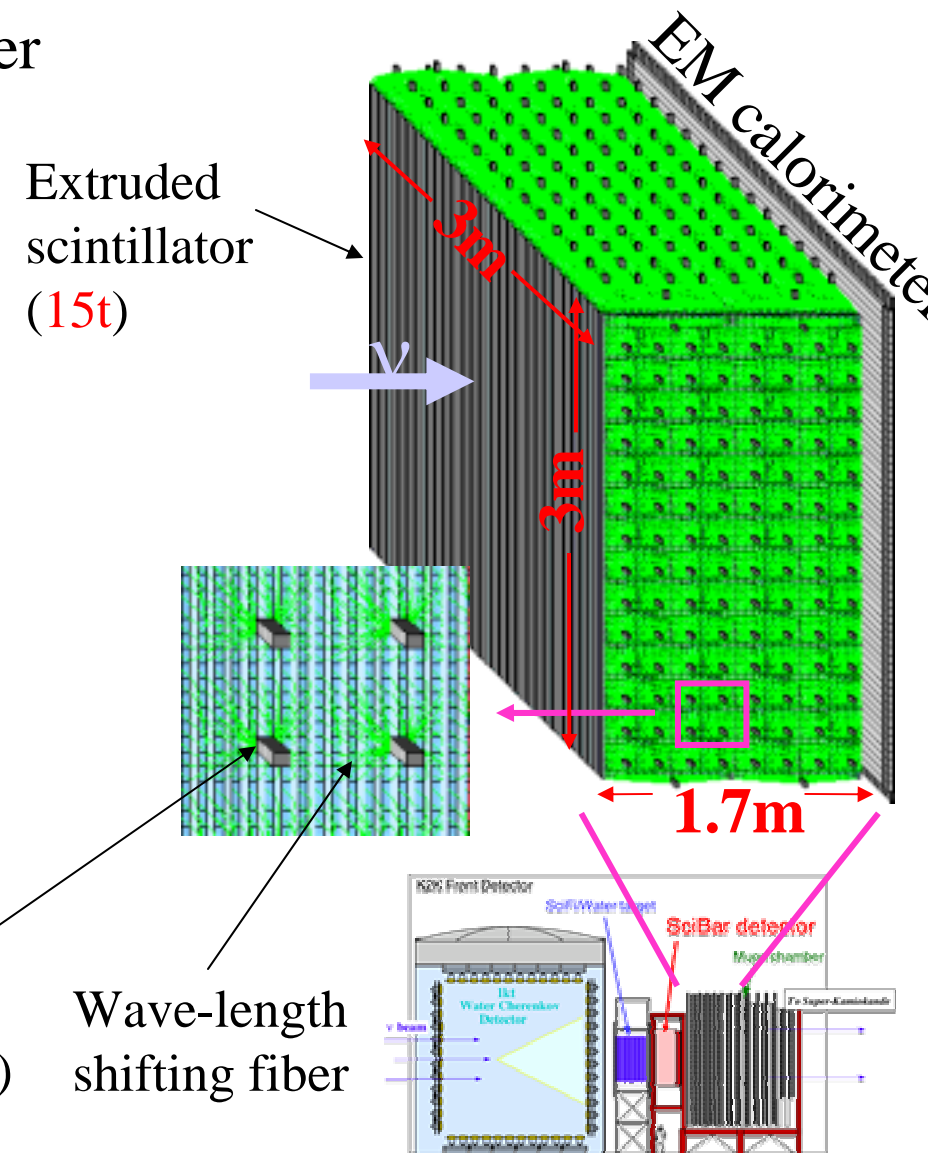 er
EM calorimeter
Extruded
scintillator
(15t)
3m
ν
3m
1.7m
K2K Front Detector
SciFi/Water target
SciBar detector
Muon chamber
1kt
Water Cherenkov
Detector
To Super-Kamiokande
ν beam
Wave-length
) shifting fiber